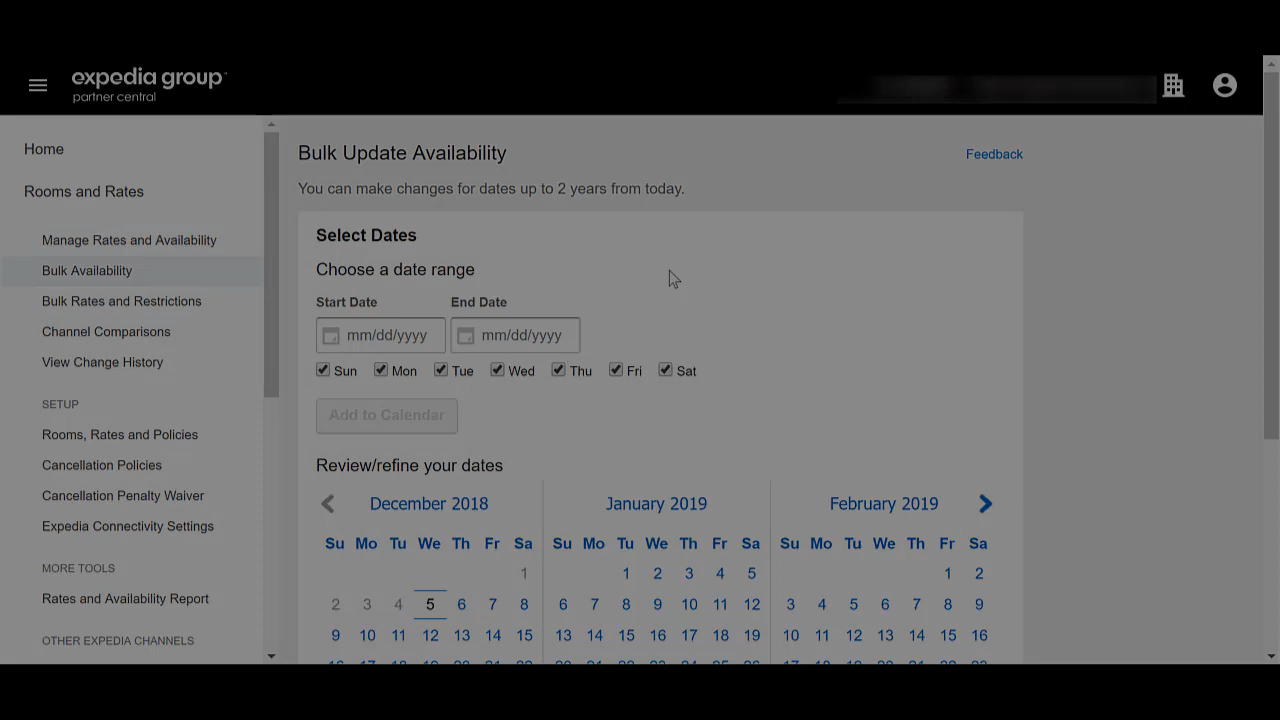 expedia group™
partner central
Home
Rooms and Rates
Manage Rates and Availability
Bulk Availability
Bulk Rates and Restrictions
Channel Comparisons
View Change History
SETUP
Rooms, Rates and Policies
Cancellation Policies
Cancellation Penalty Waiver
Expedia Connectivity Settings
MORE TOOLS
Rates and Availability Report
OTHER EXPEDIA CHANNELS
Bulk Update Availability
Feedback
You can make changes for dates up to 2 years from today.
Select Dates
Choose a date range
Start Date End Date
mm/dd/yyyy mm/dd/yyyy
Sun Mon Tue Wed Thu Fri Sat
Add to Calendar
Review/refine your dates
December 2018 January 2019 February 2019
Su Mo Tu We Th Fr Sa Su Mo Tu We Th Fr Sa Su Mo Tu We Th Fr Sa
1 1 2 3 4 5 1 2
2 3 4 5 6 7 8 6 7 8 9 10 11 12 3 4 5 6 7 8 9
9 10 11 12 13 14 15 13 14 15 16 17 18 19 10 11 12 13 14 15 16